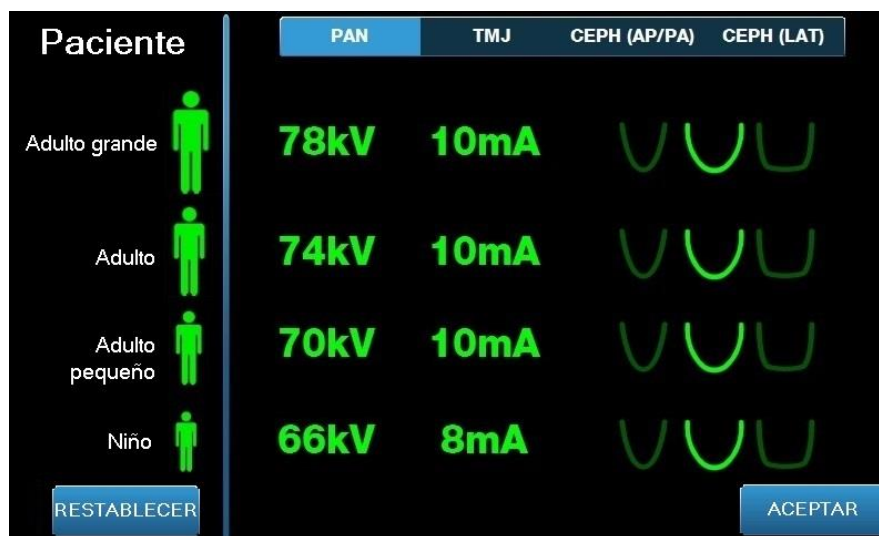 Paciente
PAN TMJ CEPH (AP/PA) CEPH (LAT)
Adulto grande 78kV 10mA
Adulto 74kV 10mA
Adulto
pequeño 70kV 10mA
Niño 66kV 8mA
RESTABLECER ACEPTAR